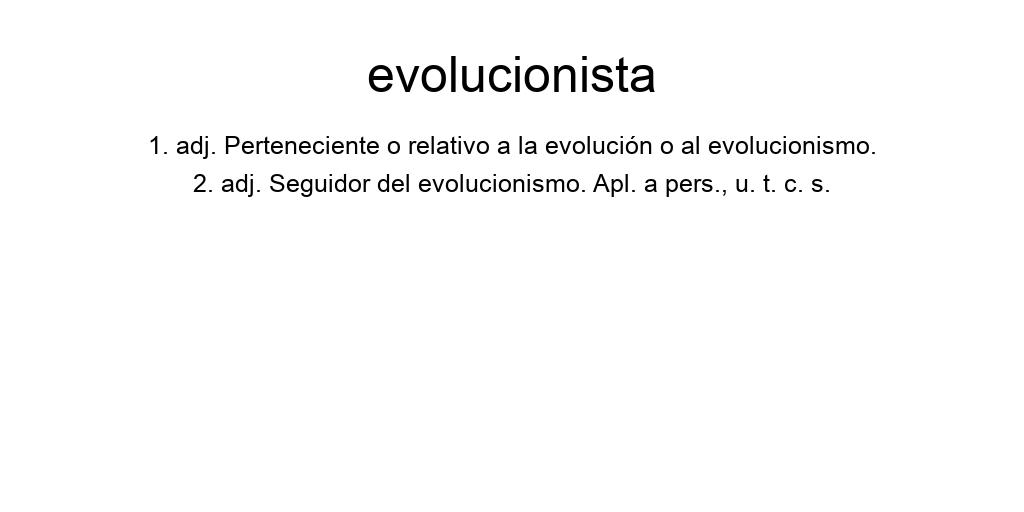 evolucionista
1. adj. Perteneciente o relativo a la evolución o al evolucionismo.
2. adj. Seguidor del evolucionismo. Apl. a pers., u. t. c. s.